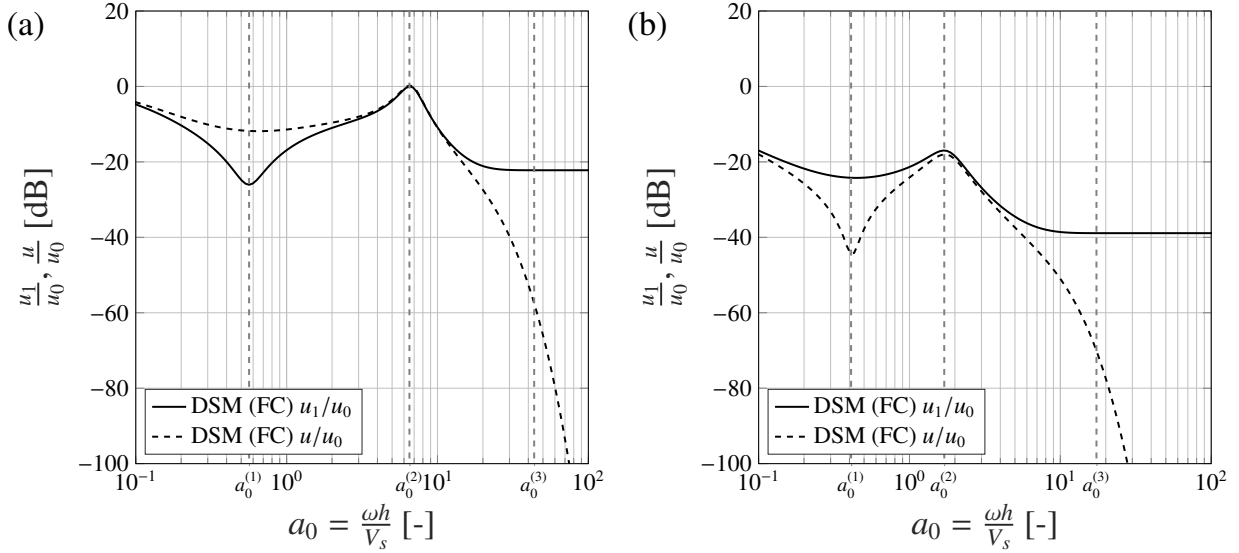 (a)
20
0
−20
−40
−60
−80
−100
u₁/u₀, u/u₀ [dB]
DSM (FC) u₁/u₀
DSM (FC) u/u₀
10⁻¹ a₀⁽¹⁾ 10⁰ a₀⁽²⁾ 10¹ a₀⁽³⁾ 10²
a₀ = ωh/Vₛ [-]
(b)
20
0
−20
−40
−60
−80
−100
u₁/u₀, u/u₀ [dB]
DSM (FC) u₁/u₀
DSM (FC) u/u₀
10⁻¹ a₀⁽¹⁾ 10⁰ a₀⁽²⁾ 10¹ a₀⁽³⁾ 10²
a₀ = ωh/Vₛ [-]